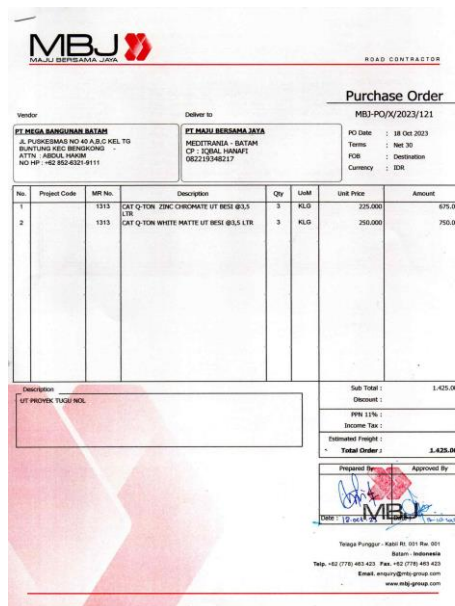 MBJ
MAJU BERSAMA JAYA
ROAD CONTRACTOR
Purchase Order
MBJ-PO/X/2023/121
Vendor
PT MEGA BANGUNAN BATAM
JL PUSKESMAS NO 40 A,B,C KEL TG
BUNTUNG KEC BENGKONG -
ATTN : ABDUL HAKIM
NO HP : +62 852-6321-9111
Deliver to
PT MAJU BERSAMA JAYA
MEDITRANIA - BATAM
CP : IQBAL HANAFI
082219348217
PO Date : 18 Oct 2023
Terms : Net 30
FOB : Destination
Currency : IDR
No. Project Code MR No. Description Qty UoM Unit Price Amount
1 1313 CAT Q-TON ZINC CHROMATE UT BESI @3,5 3 KLG 225.000 675.0
LTR
2 1313 CAT Q-TON WHITE MATTE UT BESI @3,5 LTR 3 KLG 250.000 750.0
Description
UT PROYEK TUGU NOL
Sub Total : 1.425.0
Discount :
PPN 11% :
Income Tax :
Estimated Freight :
Total Order : 1.425.0
Prepared By Approved By
MBJ
Date :
Telaga Punggur - Kabil Rt. 001 Rw. 001
Batam - Indonesia
Telp. +62 (778) 463 423 Fax. +62 (778) 463 423
Email. enquiry@mbj-group.com
www.mbj-group.com